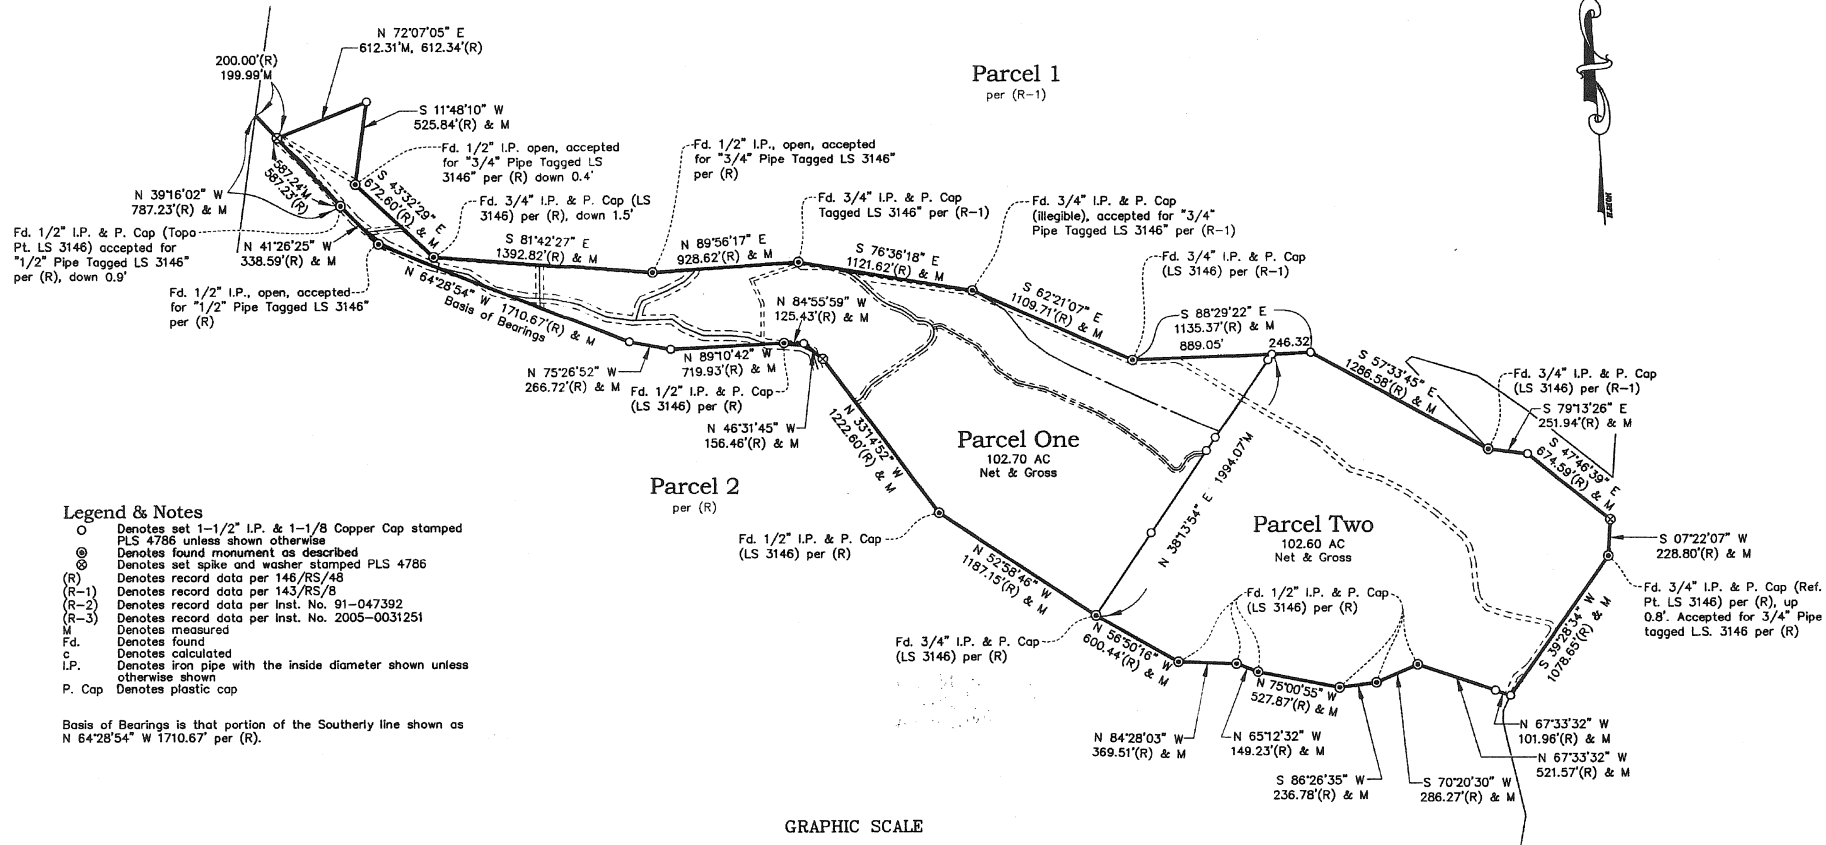 N 72°07'05" E
612.31'M, 612.34'(R)
200.00'(R)
199.99'M
S 11°48'10" W
525.84'(R) & M
Parcel 1
per (R-1)
Fd. 1/2" I.P. open, accepted
for "3/4" Pipe Tagged LS
3146" per (R) down 0.4'
Fd. 1/2" I.P., open, accepted
for "3/4" Pipe Tagged LS 3146"
per (R)
587.24'M
587.23'(R)
S 43°32'29" E
672.60'(R) & M
N 39°16'02" W
787.23'(R) & M
Fd. 3/4" I.P. & P. Cap (LS
3146) per (R), down 1.5'
Fd. 3/4" I.P. & P. Cap
Tagged LS 3146" per (R-1)
Fd. 3/4" I.P. & P. Cap
(illegible), accepted for "3/4"
Pipe Tagged LS 3146" per (R-1)
NORTH
Fd. 1/2" I.P. & P. Cap (Topo
Pt. LS 3146) accepted for
"1/2" Pipe Tagged LS 3146"
per (R), down 0.9'
N 41°26'25" W
338.59'(R) & M
S 81°42'27" E
1392.82'(R) & M
N 89°56'17" E
928.62'(R) & M
S 76°36'18" E
1121.62'(R) & M
Fd. 3/4" I.P. & P. Cap
(LS 3146) per (R-1)
Fd. 1/2" I.P., open, accepted
for "1/2" Pipe Tagged LS 3146"
per (R)
N 64°28'54" W 1710.67'(R) & M
Basis of Bearings
N 84°55'59" W
125.43'(R) & M
S 62°21'07" E
1109.71'(R) & M
S 88°29'22" E
1135.37'(R) & M
889.05'
246.32
N 75°26'52" W
266.72'(R) & M
N 89°10'42" W
719.93'(R) & M
Fd. 1/2" I.P. & P. Cap
(LS 3146) per (R)
S 57°33'45" E
1286.58'(R) & M
Fd. 3/4" I.P. & P. Cap
(LS 3146) per (R-1)
S 79°13'26" E
251.94'(R) & M
N 46°31'45" W
156.46'(R) & M
N 33°14'52" W
1222.60'(R) & M
Parcel One
102.70 AC
Net & Gross
N 38°13'54" E 1994.07'M
S 47°46'39" E
674.59'(R) & M
Parcel 2
per (R)
Parcel Two
102.60 AC
Net & Gross
S 07°22'07" W
228.80'(R) & M
Fd. 1/2" I.P. & P. Cap
(LS 3146) per (R)
N 52°58'46" W
1187.15'(R) & M
Fd. 3/4" I.P. & P. Cap (Ref.
Pt. LS 3146) per (R), up
0.8'. Accepted for 3/4" Pipe
tagged L.S. 3146 per (R)
Fd. 1/2" I.P. & P. Cap
(LS 3146) per (R)
S 39°28'34" W
1078.65'(R) & M
Fd. 3/4" I.P. & P. Cap
(LS 3146) per (R)
N 56°50'16" W
600.44'(R) & M
N 75°00'55" W
527.87'(R) & M
N 84°28'03" W
369.51'(R) & M
N 65°12'32" W
149.23'(R) & M
S 86°26'35" W
236.78'(R) & M
S 70°20'30" W
286.27'(R) & M
N 67°33'32" W
101.96'(R) & M
N 67°33'32" W
521.57'(R) & M
Legend & Notes
Denotes set 1-1/2" I.P. & 1-1/8 Copper Cap stamped
PLS 4786 unless shown otherwise
Denotes found monument as described
Denotes set spike and washer stamped PLS 4786
(R) Denotes record data per 146/RS/48
(R-1) Denotes record data per 143/RS/8
(R-2) Denotes record data per Inst. No. 91-047392
(R-3) Denotes record data per Inst. No. 2005-0031251
M Denotes measured
Fd. Denotes found
c Denotes calculated
I.P. Denotes iron pipe with the inside diameter shown unless
otherwise shown
P. Cap Denotes plastic cap
Basis of Bearings is that portion of the Southerly line shown as
N 64°28'54" W 1710.67' per (R).
GRAPHIC SCALE